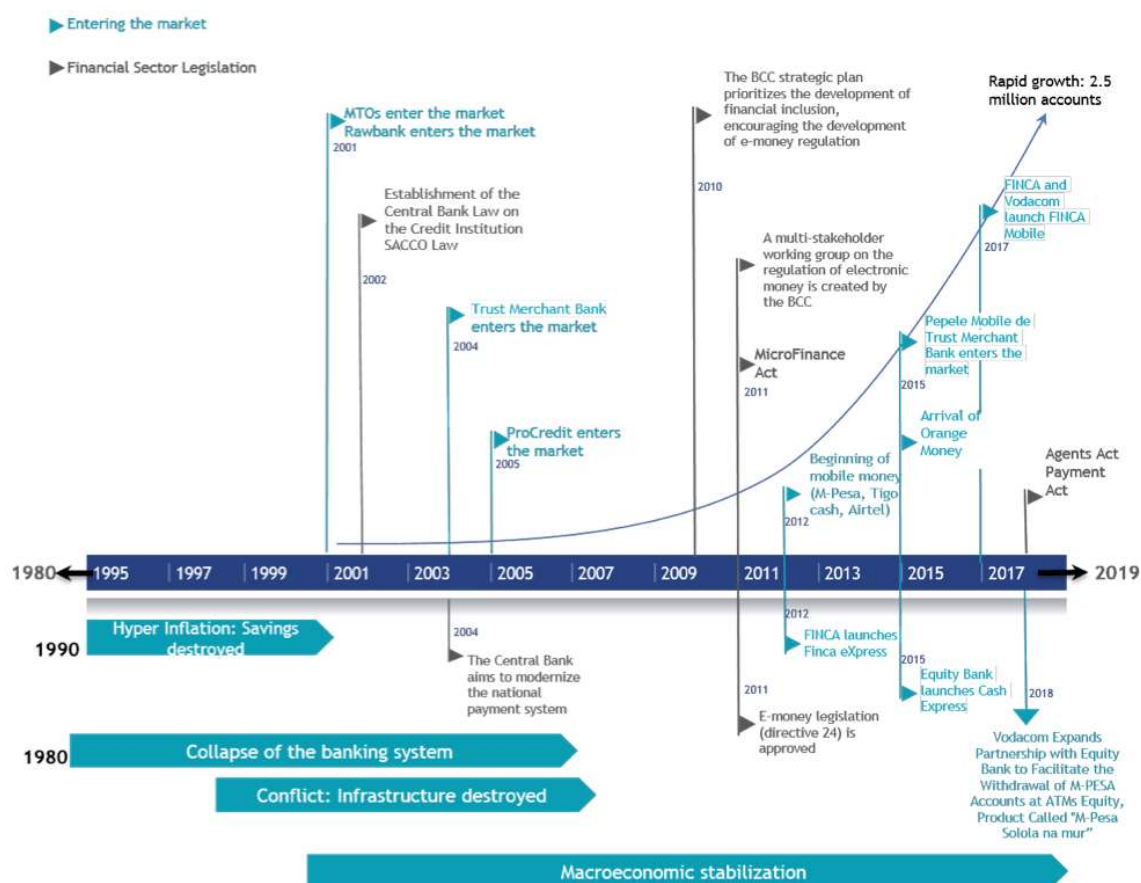 Entering the market
Financial Sector Legislation
MTOs enter the market
Rawbank enters the market
2001
Establishment of the
Central Bank Law on
the Credit Institution
SACCO Law
2002
Trust Merchant Bank
enters the market
2004
ProCredit enters
the market
2005
The BCC strategic plan
prioritizes the development of
financial inclusion,
encouraging the development
of e-money regulation
2010
A multi-stakeholder
working group on the
regulation of electronic
money is created by
the BCC
MicroFinance
Act
2011
Beginning of
mobile money
(M-Pesa, Tigo
cash, Airtel)
2012
Rapid growth: 2.5
million accounts
FINCA and
Vodacom
launch FINCA
Mobile
2017
Pepele Mobile de
Trust Merchant
Bank enters the
market
2015
Arrival of
Orange
Money
Agents Act
Payment
Act
1980
1995
1997
1999
2001
2003
2005
2007
2009
2011
2013
2015
2017
2019
1990
Hyper Inflation: Savings
destroyed
2004
The Central Bank
aims to modernize
the national
payment system
2012
FINCA launches
Finca eXpress
2011
E-money legislation
(directive 24) is
approved
2015
Equity Bank
launches Cash
Express
2018
Vodacom Expands
Partnership with Equity
Bank to Facilitate the
Withdrawal of M-PESA
Accounts at ATMs Equity,
Product Called "M-Pesa
Solola na mur"
1980
Collapse of the banking system
Conflict: Infrastructure destroyed
Macroeconomic stabilization